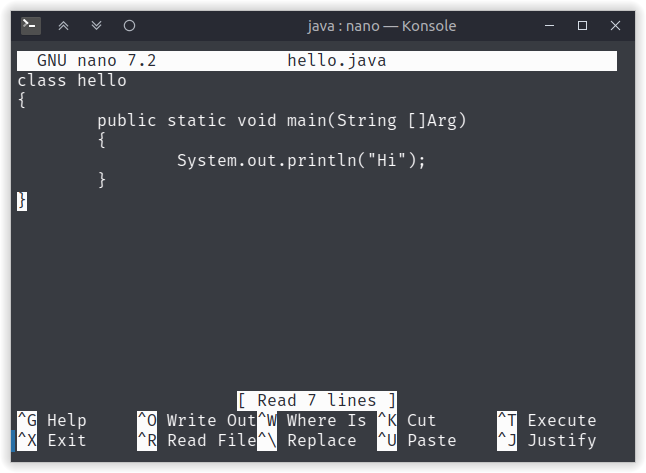 java : nano — Konsole
GNU nano 7.2 hello.java
class hello
{
        public static void main(String []Arg)
        {
                System.out.println("Hi");
        }
}
[ Read 7 lines ]
^G Help ^O Write Out ^W Where Is ^K Cut ^T Execute
^X Exit ^R Read File ^\ Replace ^U Paste ^J Justify